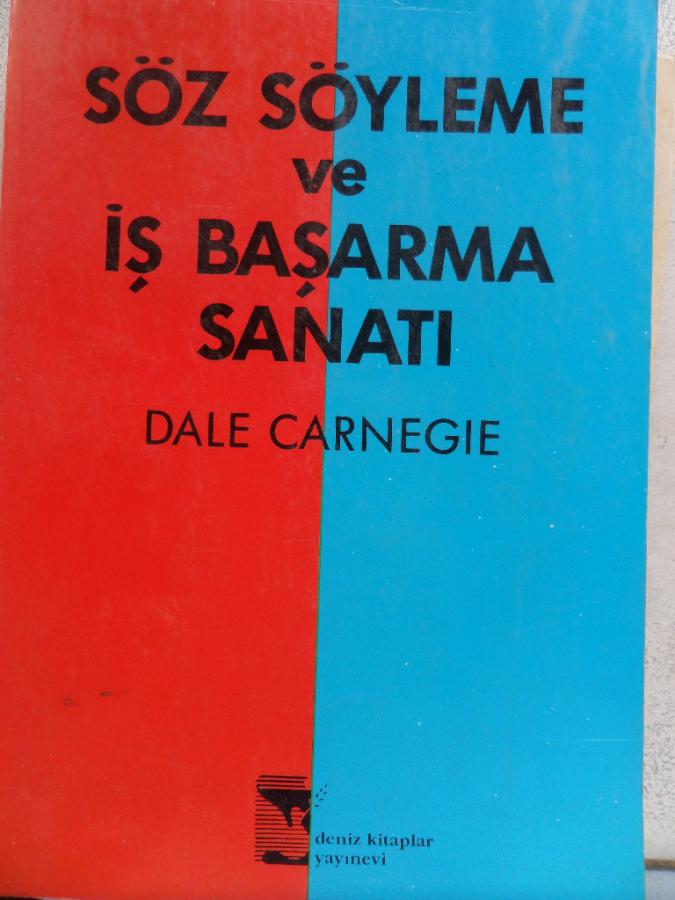 SÖZ SÖYLEME
ve
İŞ BAŞARMA
SANATI
DALE CARNEGIE
deniz kitaplar
yayınevi